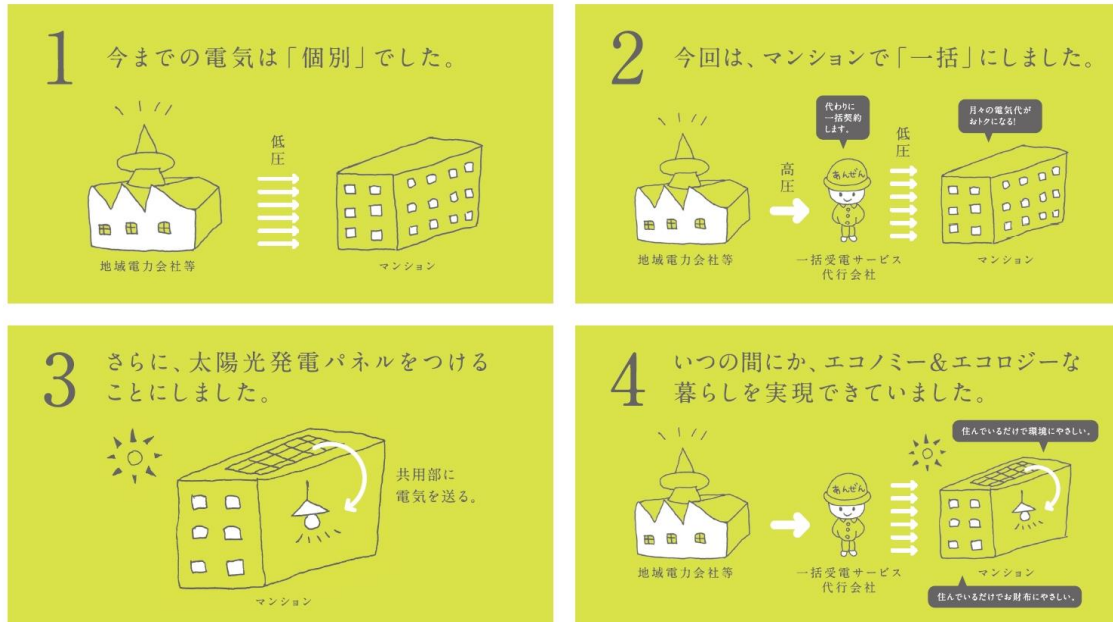 1
今までの電気は「個別」でした。
低圧
地域電力会社等
マンション
2
今回は、マンションで「一括」にしました。
代わりに
一括契約
します。
月々の電気代が
おトクになる!
高圧
低圧
あんぜん
地域電力会社等
一括受電サービス
代行会社
マンション
3
さらに、太陽光発電パネルをつける
ことにしました。
共用部に
電気を送る。
マンション
4
いつの間にか、エコノミー&エコロジーな
暮らしを実現できていました。
住んでいるだけで環境にやさしい。
あんぜん
地域電力会社等
一括受電サービス
代行会社
マンション
住んでいるだけでお財布にやさしい。